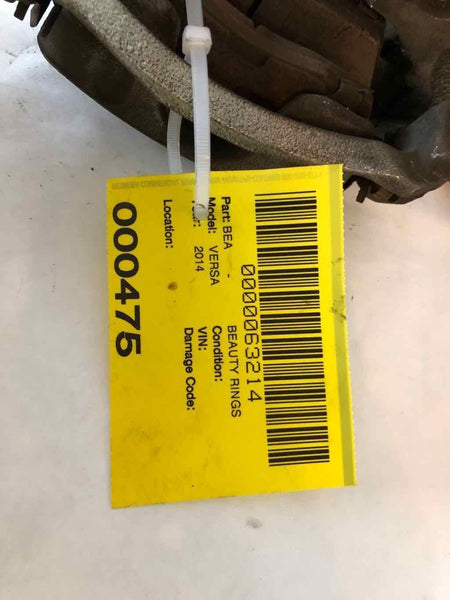 0000063214
Part: BEA - BEAUTY RINGS
Model: VERSA Condition:
2014 VIN:
Damage Code:
Location:
000475